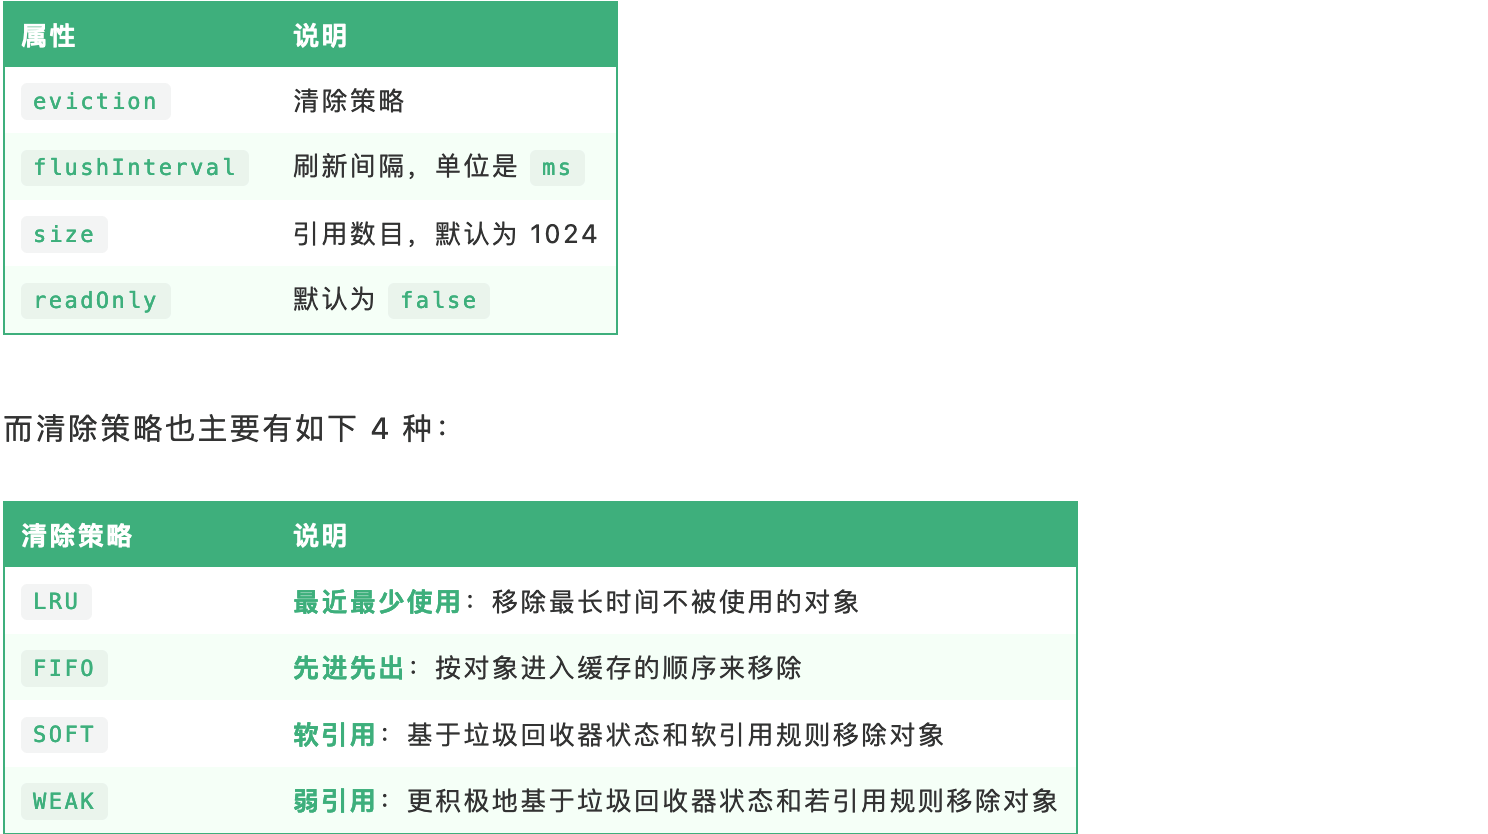 属性 说明
eviction 清除策略
flushInterval 刷新间隔，单位是 ms
size 引用数目，默认为 1024
readOnly 默认为 false
而清除策略也主要有如下 4 种：
清除策略 说明
LRU 最近最少使用：移除最长时间不被使用的对象
FIFO 先进先出：按对象进入缓存的顺序来移除
SOFT 软引用：基于垃圾回收器状态和软引用规则移除对象
WEAK 弱引用：更积极地基于垃圾回收器状态和若引用规则移除对象